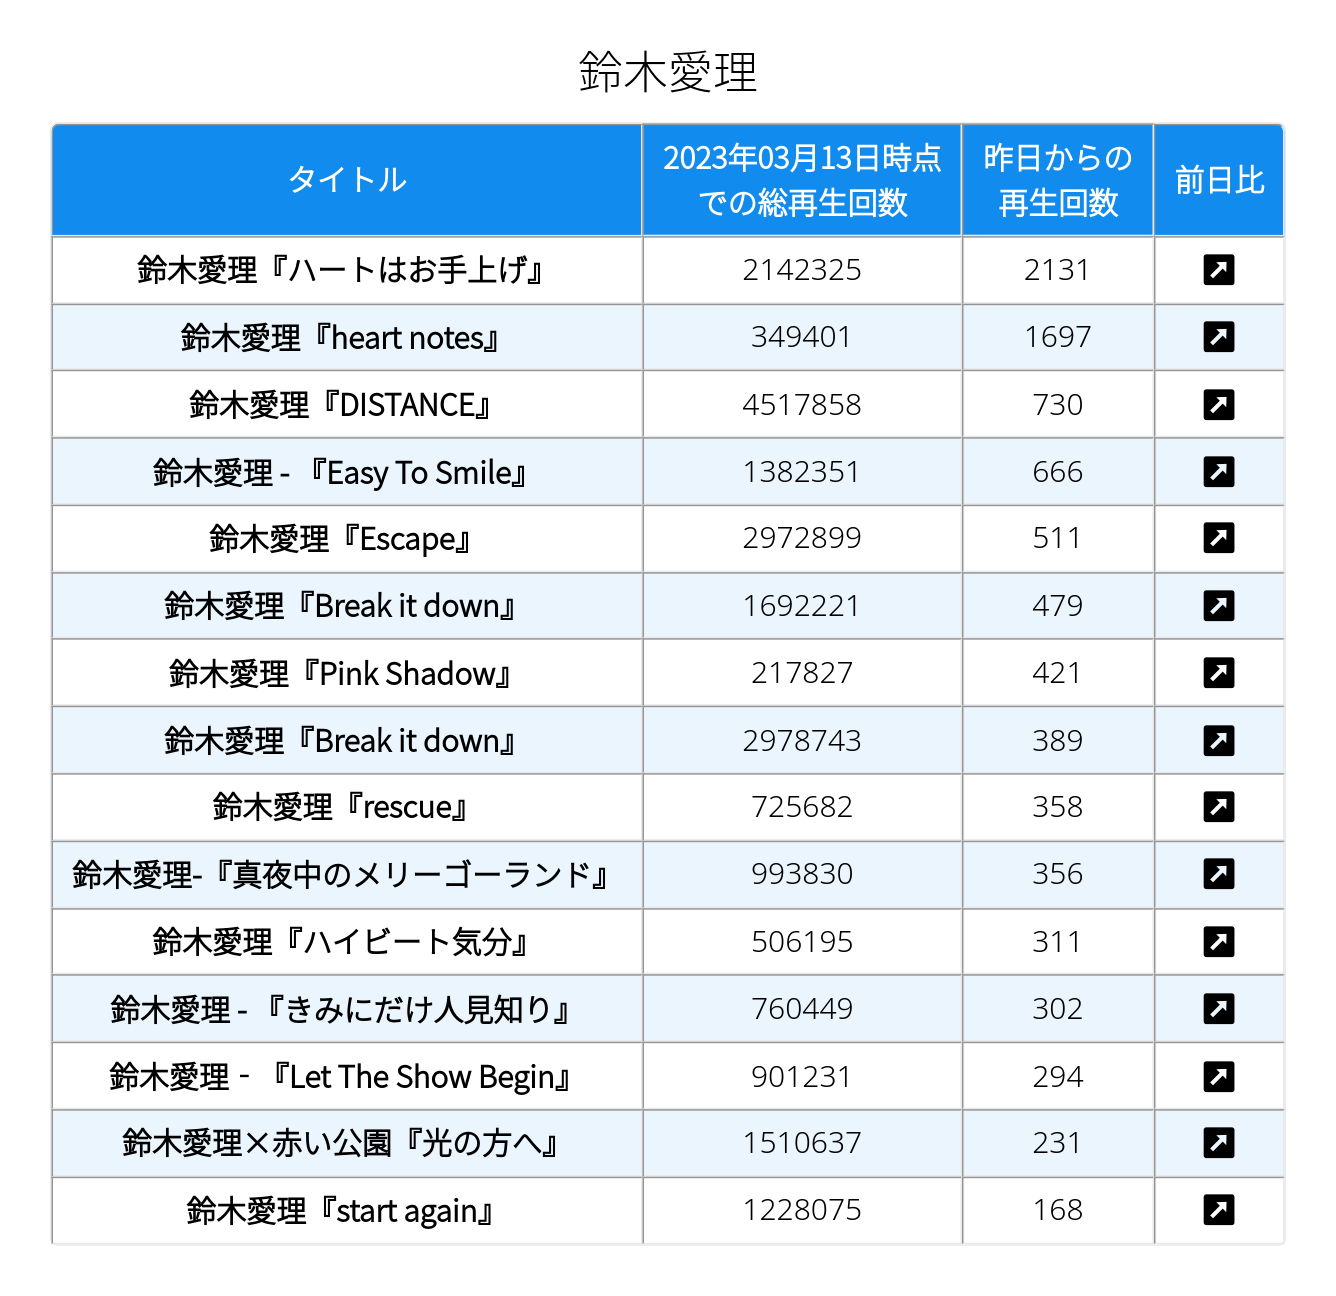 鈴木愛理
タイトル 2023年03月13日時点 昨日からの 前日比
での総再生回数 再生回数
鈴木愛理『ハートはお手上げ』 2142325 2131
鈴木愛理『heart notes』 349401 1697
鈴木愛理『DISTANCE』 4517858 730
鈴木愛理 - 『Easy To Smile』 1382351 666
鈴木愛理『Escape』 2972899 511
鈴木愛理『Break it down』 1692221 479
鈴木愛理『Pink Shadow』 217827 421
鈴木愛理『Break it down』 2978743 389
鈴木愛理『rescue』 725682 358
鈴木愛理-『真夜中のメリーゴーランド』 993830 356
鈴木愛理『ハイビート気分』 506195 311
鈴木愛理 - 『きみにだけ人見知り』 760449 302
鈴木愛理 - 『Let The Show Begin』 901231 294
鈴木愛理×赤い公園『光の方へ』 1510637 231
鈴木愛理『start again』 1228075 168